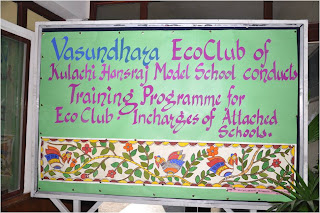 Vasundhara EcoClub of
Kulachi Hansraj Model School conducts
Training Programme for
Eco Club Incharges of Attached
Schools.